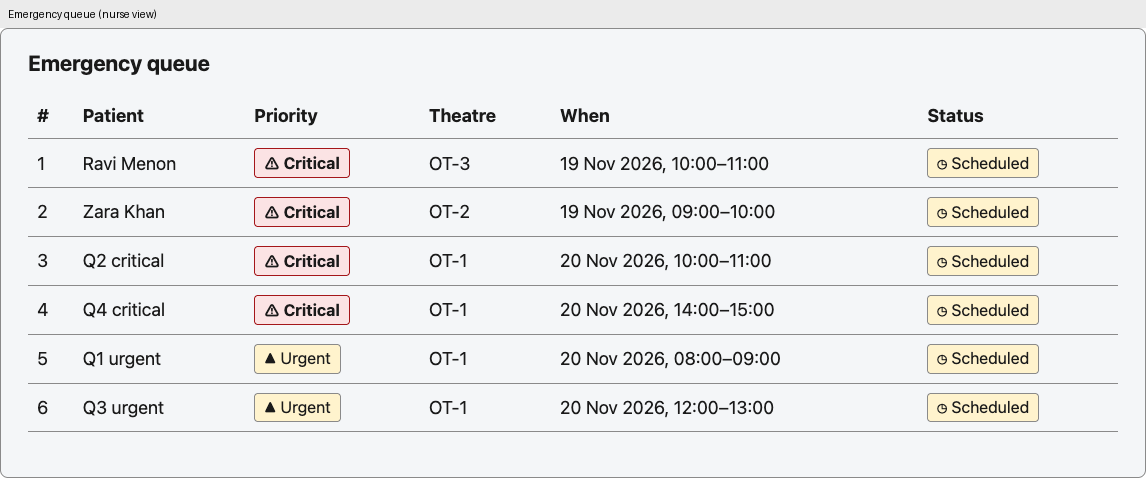 Emergency queue (nurse view)
Emergency queue
# Patient Priority Theatre When Status
1 Ravi Menon Critical OT-3 19 Nov 2026, 10:00–11:00 Scheduled
2 Zara Khan Critical OT-2 19 Nov 2026, 09:00–10:00 Scheduled
3 Q2 critical Critical OT-1 20 Nov 2026, 10:00–11:00 Scheduled
4 Q4 critical Critical OT-1 20 Nov 2026, 14:00–15:00 Scheduled
5 Q1 urgent Urgent OT-1 20 Nov 2026, 08:00–09:00 Scheduled
6 Q3 urgent Urgent OT-1 20 Nov 2026, 12:00–13:00 Scheduled